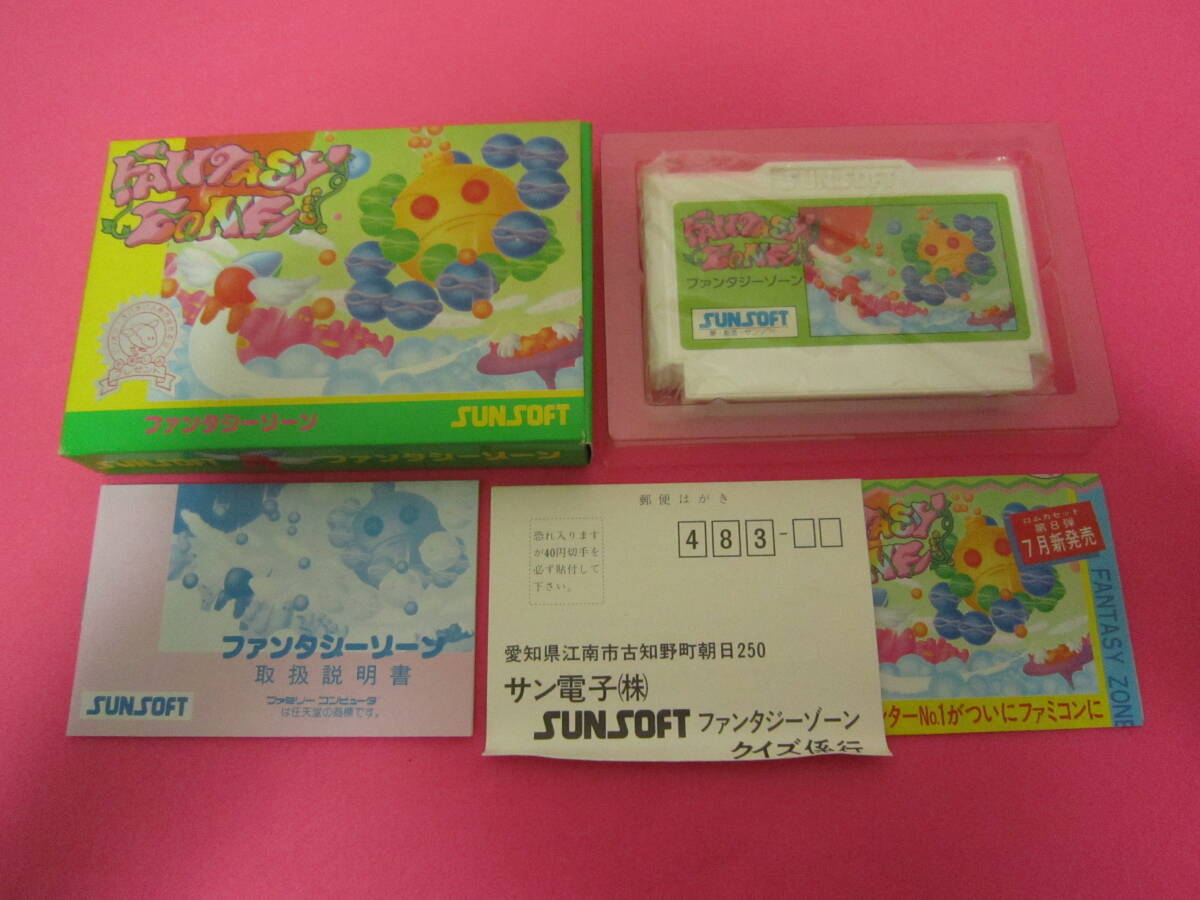 FANTASY
ZONE
プレゼント
ファンタジーゾーン
SUNSOFT
SUNSOFT
ファンタジーゾーン
SUNSOFT
FANTASY
ZONE
ファンタジーゾーン
SUNSOFT
ファンタジーゾーン
取扱説明書
ファミリーコンピュータ
は任天堂の商標です。
SUNSOFT
郵便はがき
恐れ入ります
が40円切手を
必ず貼付して
下さい。
483-
愛知県江南市古知野町朝日250
サン電子(株)
SUNSOFT ファンタジーゾーン
クイズ係行
ロムカセット
第8弾
7月新発売
FANTASY ZONE
ターNo.1がついにファミコンに